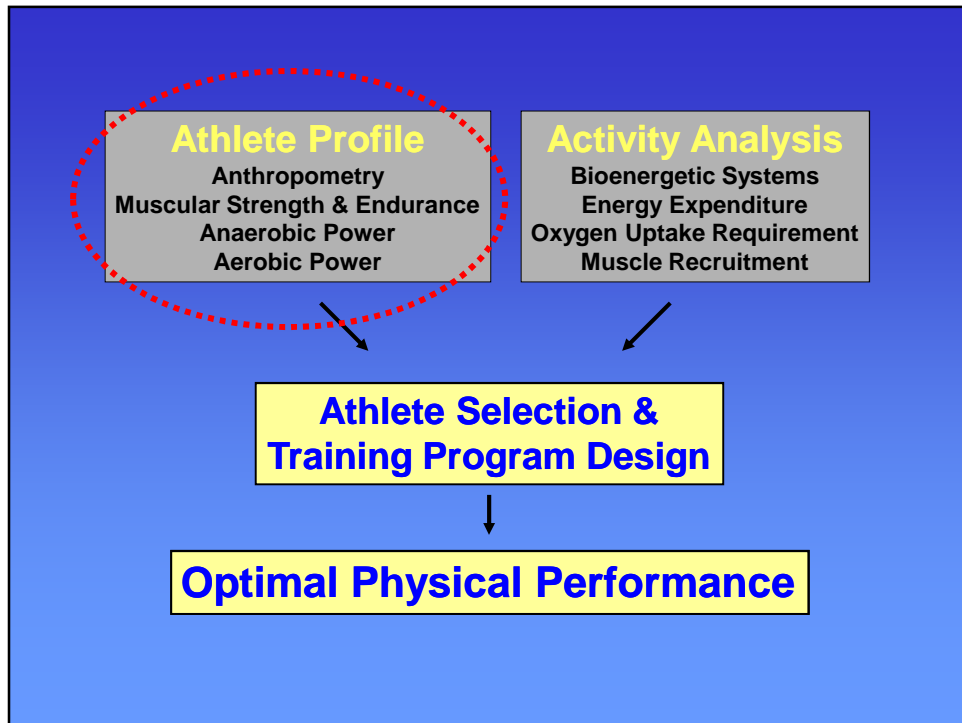 Athlete Profile
Anthropometry
Muscular Strength & Endurance
Anaerobic Power
Aerobic Power
Activity Analysis
Bioenergetic Systems
Energy Expenditure
Oxygen Uptake Requirement
Muscle Recruitment
Athlete Selection &
Training Program Design
Optimal Physical Performance